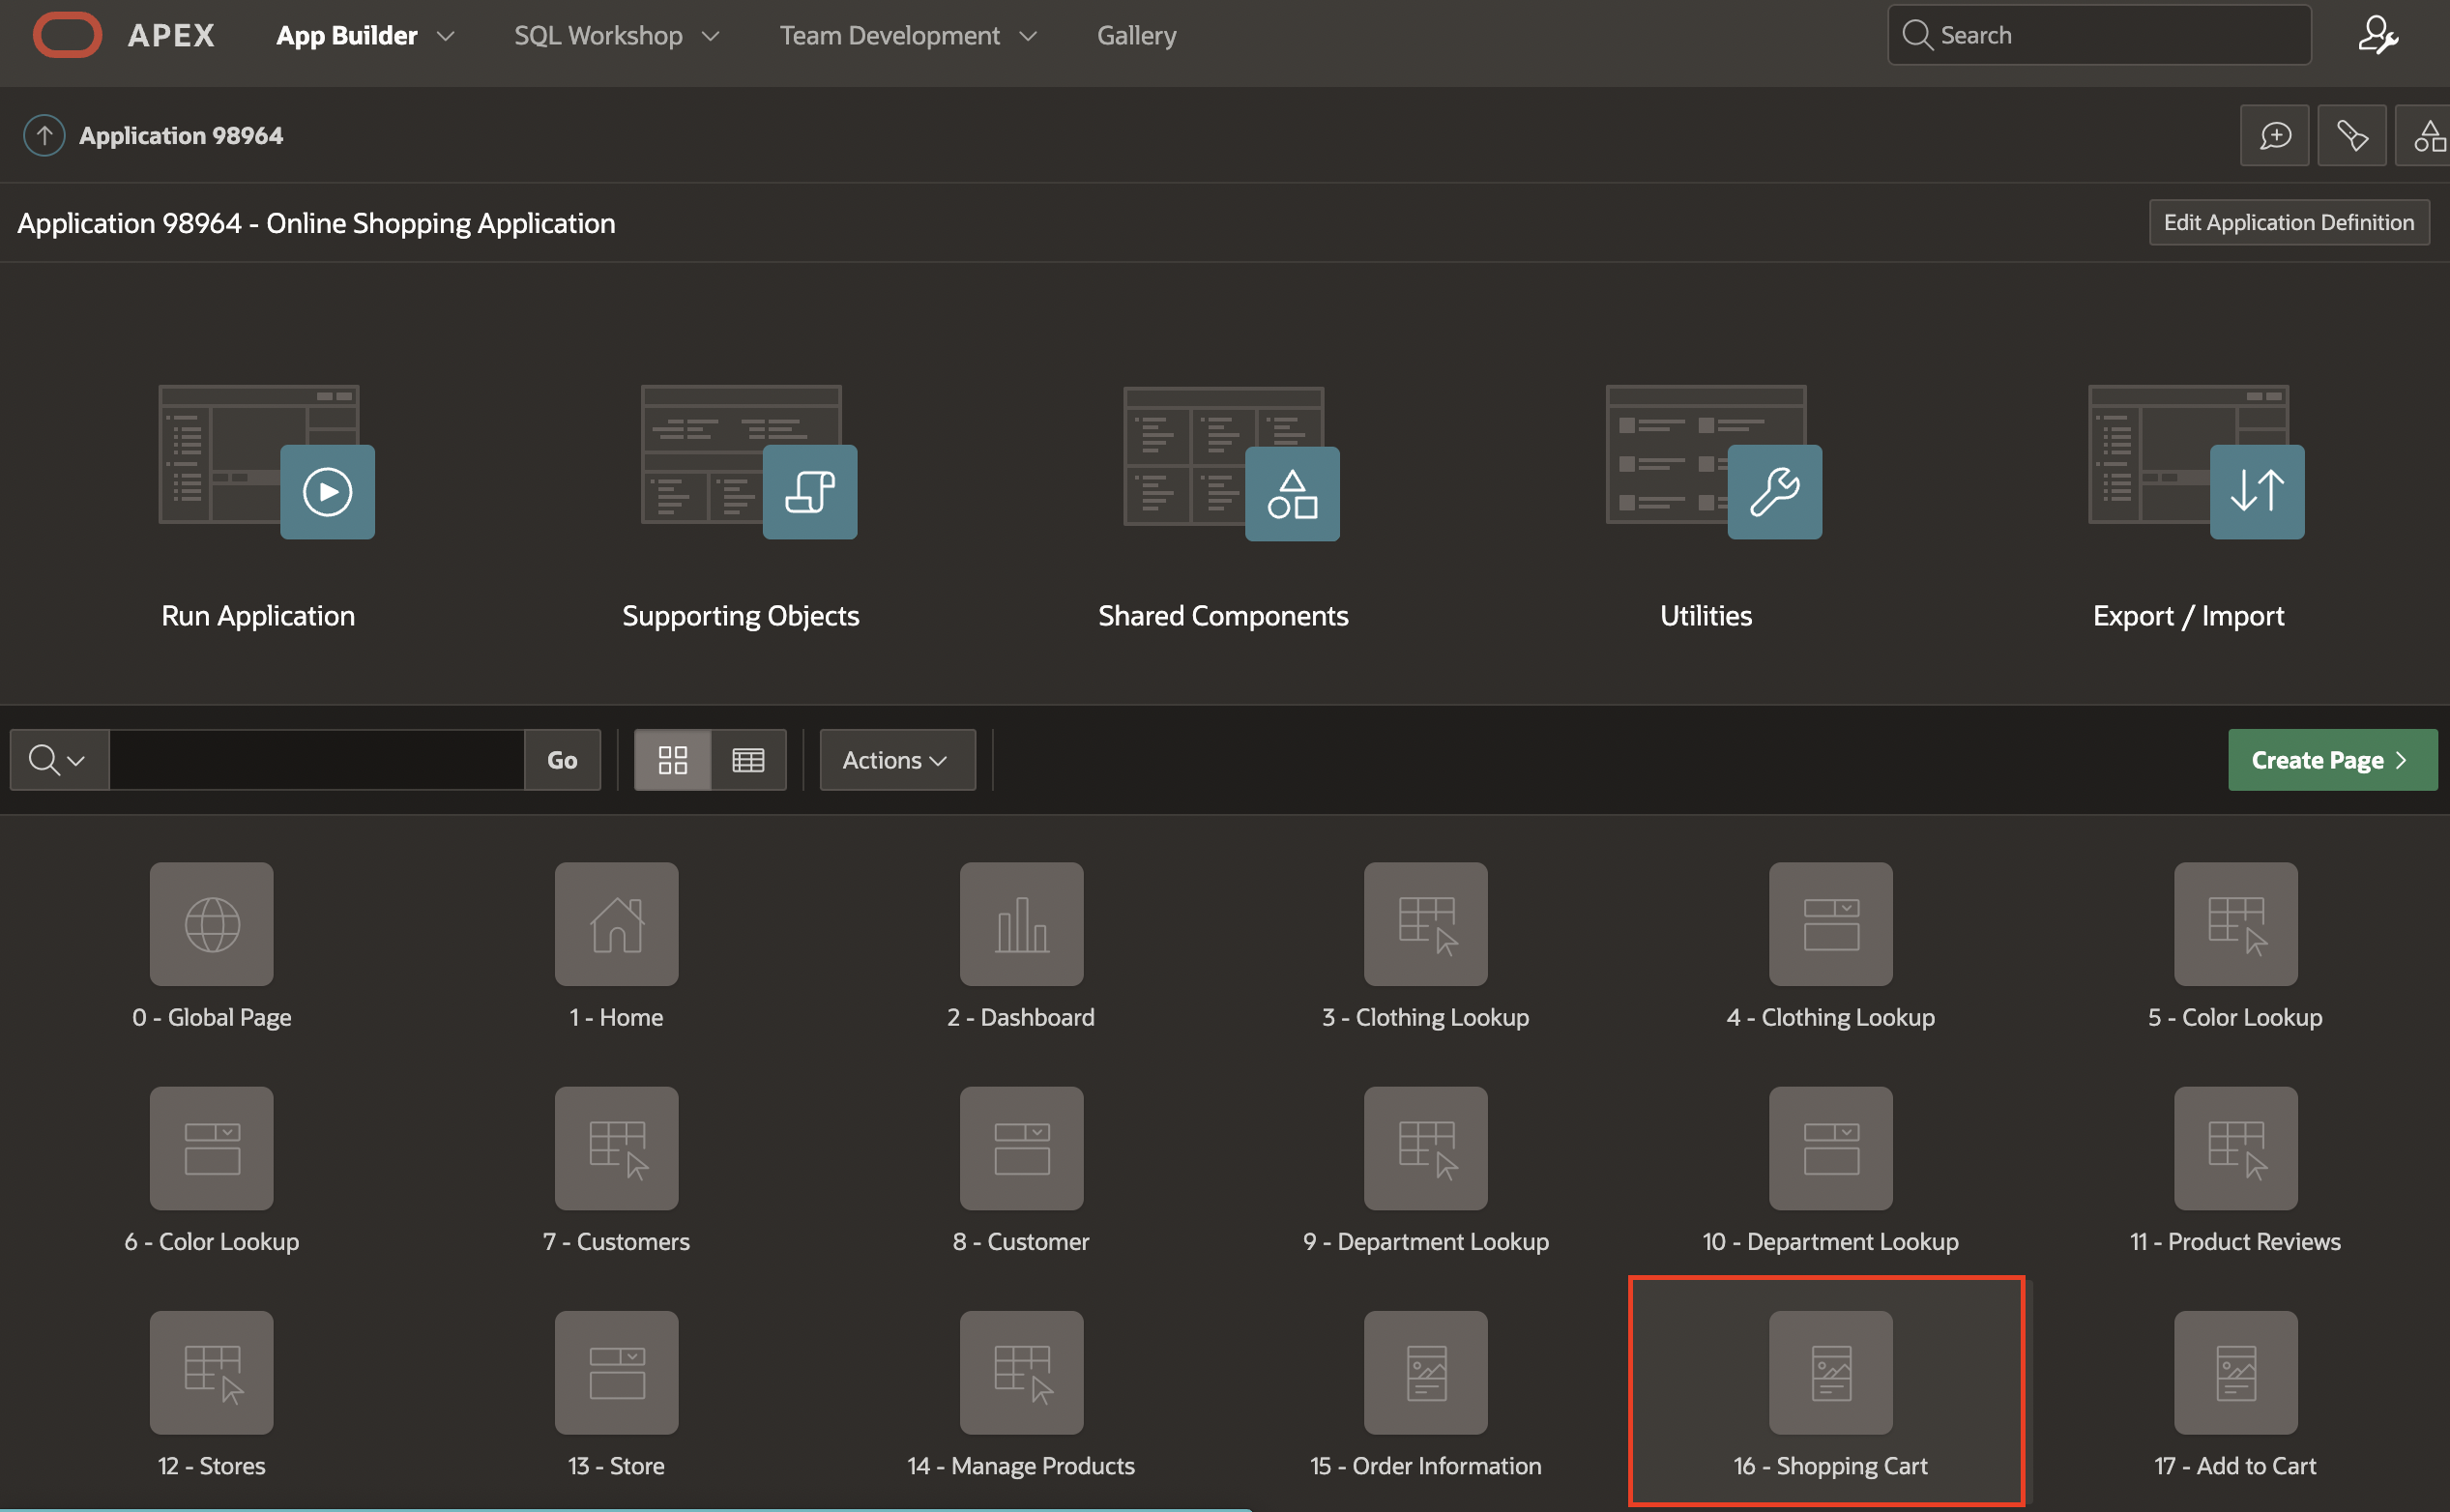 APEX App Builder SQL Workshop Team Development Gallery Search
Application 98964
Application 98964 - Online Shopping Application Edit Application Definition
Run Application Supporting Objects Shared Components Utilities Export / Import
Go Actions Create Page
0 - Global Page 1 - Home 2 - Dashboard 3 - Clothing Lookup 4 - Clothing Lookup 5 - Color Lookup
6 - Color Lookup 7 - Customers 8 - Customer 9 - Department Lookup 10 - Department Lookup 11 - Product Reviews
12 - Stores 13 - Store 14 - Manage Products 15 - Order Information 16 - Shopping Cart 17 - Add to Cart